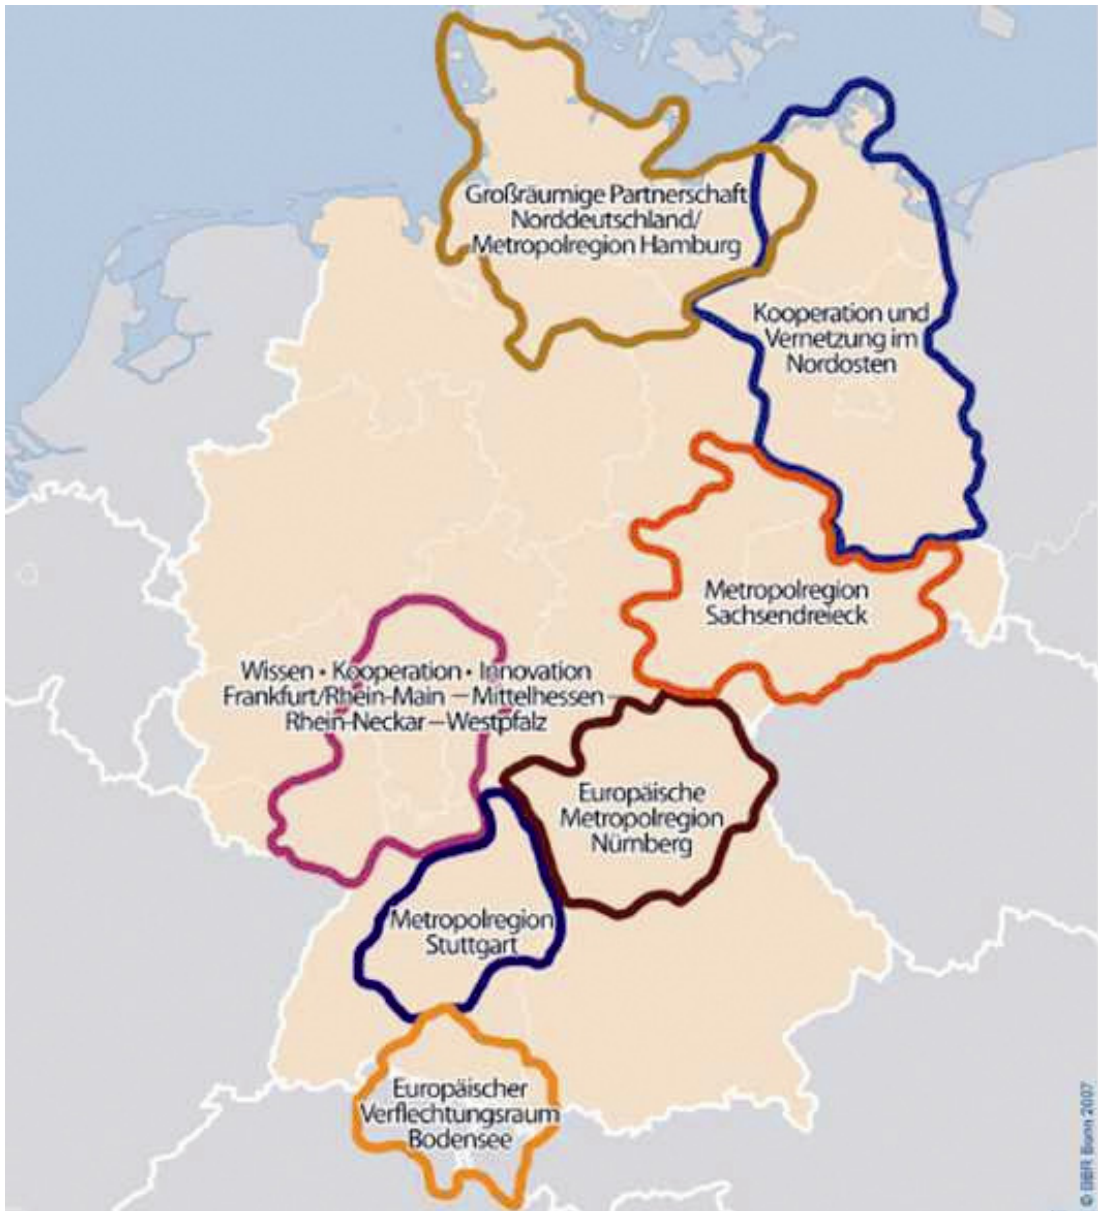 Großräumige Partnerschaft
Norddeutschland/
Metropolregion Hamburg
Kooperation und
Vernetzung im
Nordosten
Metropolregion
Sachsendreieck
Wissen • Kooperation • Innovation
Frankfurt/Rhein-Main — Mittelhessen —
Rhein-Neckar — Westpfalz
Europäische
Metropolregion
Nürnberg
Metropolregion
Stuttgart
Europäischer
Verflechtungsraum
Bodensee
© BBR Bonn 2007